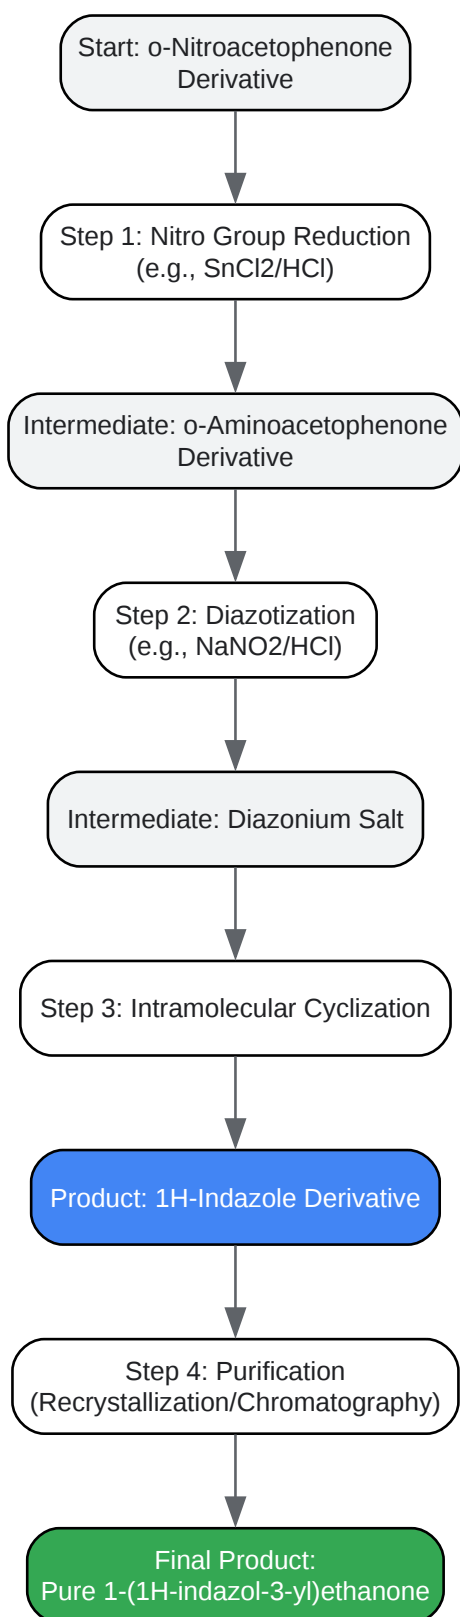 Start: o-Nitroacetophenone
Derivative
Step 1: Nitro Group Reduction
(e.g., SnCl2/HCl)
Intermediate: o-Aminoacetophenone
Derivative
Step 2: Diazotization
(e.g., NaNO2/HCl)
Intermediate: Diazonium Salt
Step 3: Intramolecular Cyclization
Product: 1H-Indazole Derivative
Step 4: Purification
(Recrystallization/Chromatography)
Final Product:
Pure 1-(1H-indazol-3-yl)ethanone